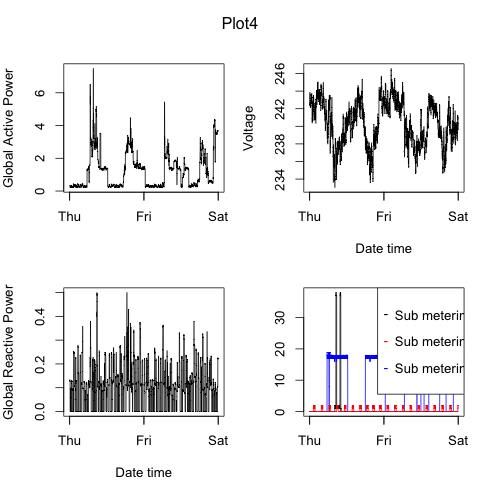 Plot4
Global Active Power
0 2 4 6
Thu Fri Sat
Voltage
234 238 242 246
Thu Fri Sat
Date time
Global Reactive Power
0.0 0.2 0.4
Thu Fri Sat
Date time
0 10 20 30
Sub meterin
Sub meterin
Sub meterin
Thu Fri Sat